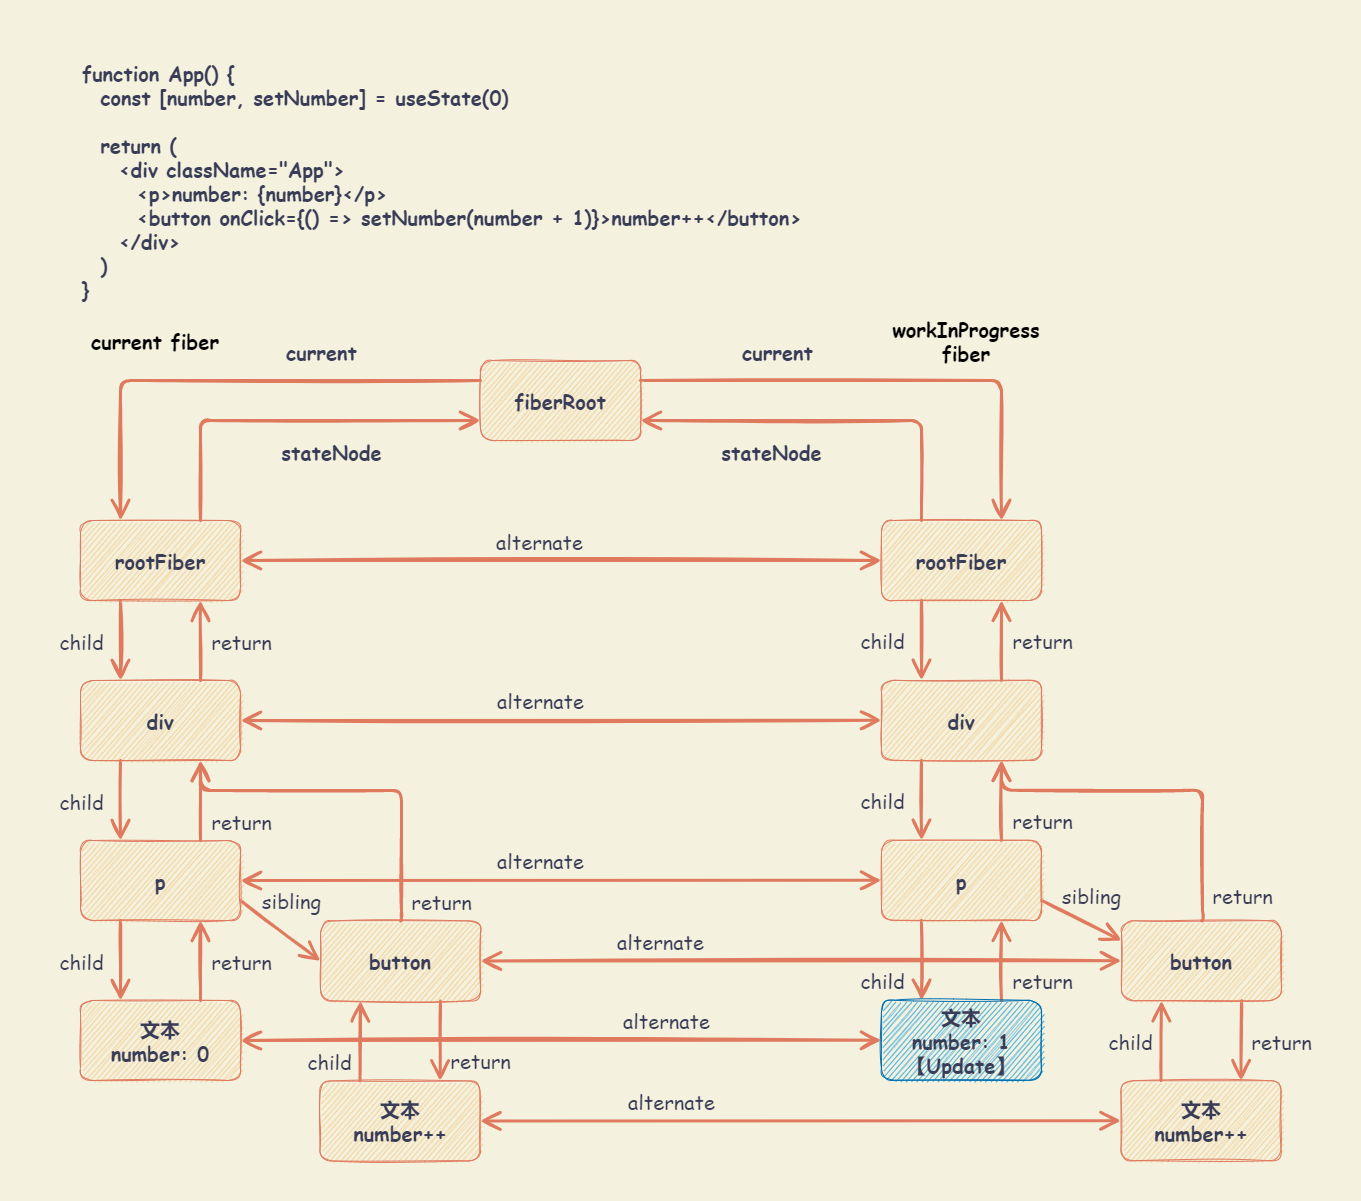 function App() {
const [number, setNumber] = useState(0)
return (
<div className="App">
<p>number: {number}</p>
<button onClick={() => setNumber(number + 1)}>number++</button>
</div>
)
}
current fiber
current
current
workInProgress
fiber
fiberRoot
stateNode
stateNode
rootFiber
alternate
rootFiber
child
return
child
return
div
alternate
div
child
return
child
return
p
alternate
p
sibling
return
sibling
return
child
return
button
alternate
child
return
button
文本
number: 0
alternate
文本
number: 1
【Update】
child
return
child
return
文本
number++
alternate
文本
number++